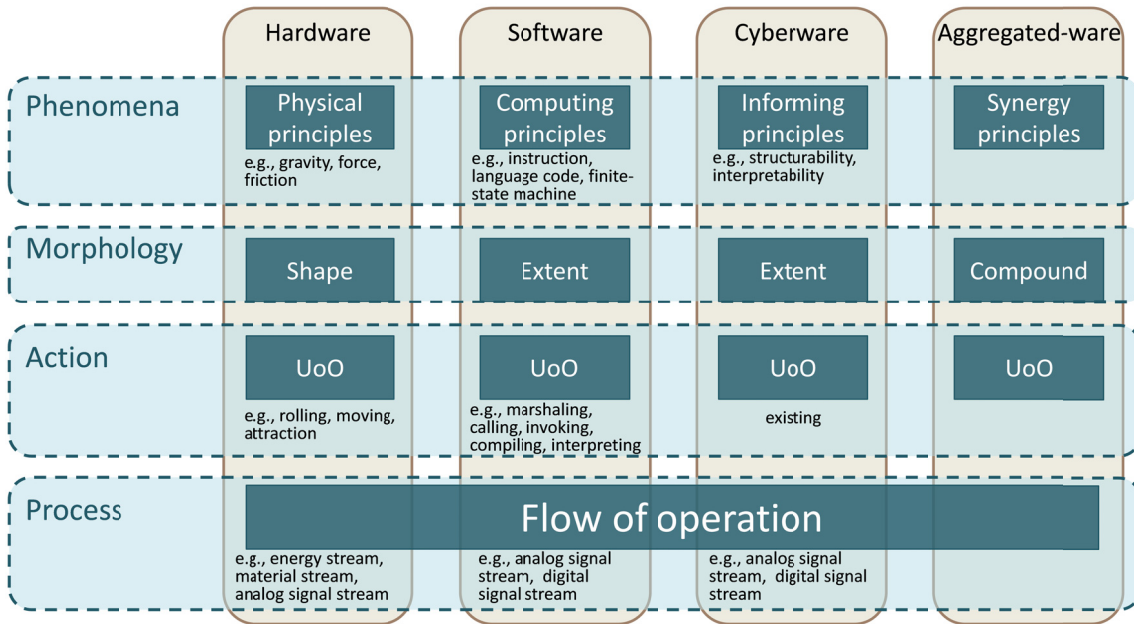 Hardware
Software
Cyberware
Aggregated-ware
Phenomena
Physical
principles
e.g., gravity, force,
friction
Computing
principles
e.g., instruction,
language code, finite-
state machine
Informing
principles
e.g., structurability,
interpretability
Synergy
principles
Morphology
Shape
Extent
Extent
Compound
Action
UoO
e.g., rolling, moving,
attraction
UoO
e.g., marshaling,
calling, invoking,
compiling, interpreting
UoO
existing
UoO
Process
Flow of operation
e.g., energy stream,
material stream,
analog signal stream
e.g., analog signal
stream, digital
signal stream
e.g., analog signal
stream, digital signal
stream